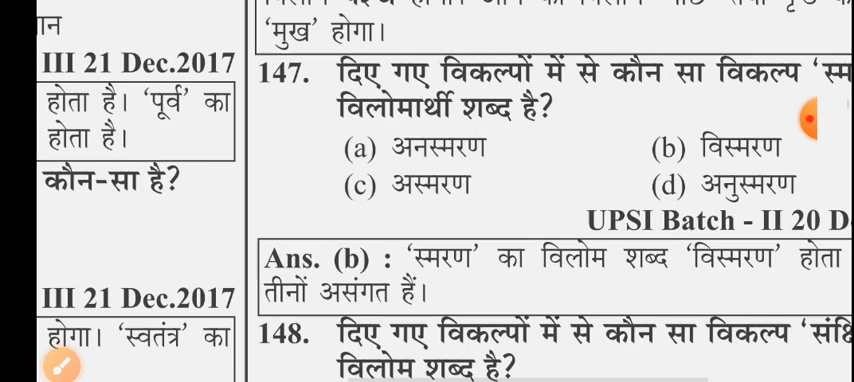 ान
III 21 Dec.2017
होता है। ‘पूर्व’ का
होता है।
कौन-सा है?
III 21 Dec.2017
होगा। ‘स्वतंत्र’ का
‘मुख’ होगा।
147. दिए गए विकल्पों में से कौन सा विकल्प ‘स्म
विलोमार्थी शब्द है?
(a) अनस्मरण (b) विस्मरण
(c) अस्मरण (d) अनुस्मरण
UPSI Batch - II 20 D
Ans. (b) : ‘स्मरण’ का विलोम शब्द ‘विस्मरण’ होता
तीनों असंगत हैं।
148. दिए गए विकल्पों में से कौन सा विकल्प ‘संक्षि
विलोम शब्द है?